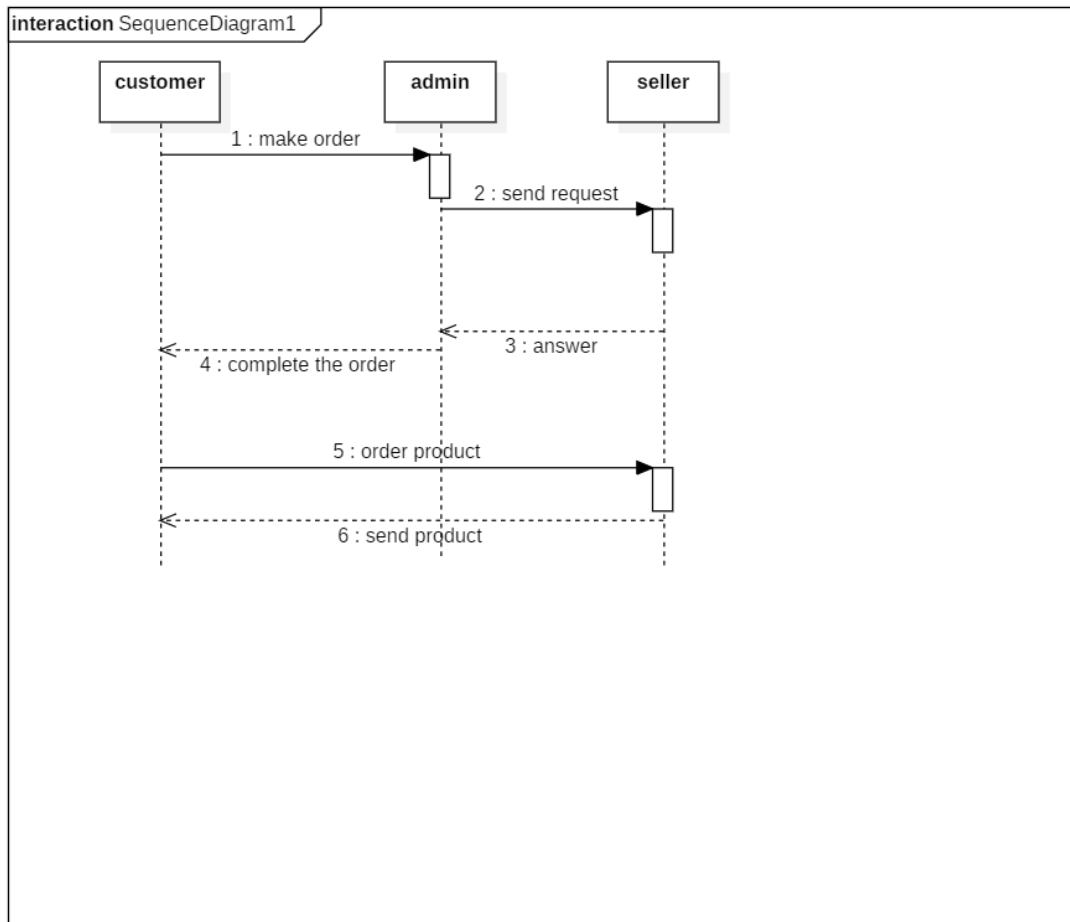 interaction SequenceDiagram1
customer
admin
seller
1 : make order
2 : send request
3 : answer
4 : complete the order
5 : order product
6 : send product